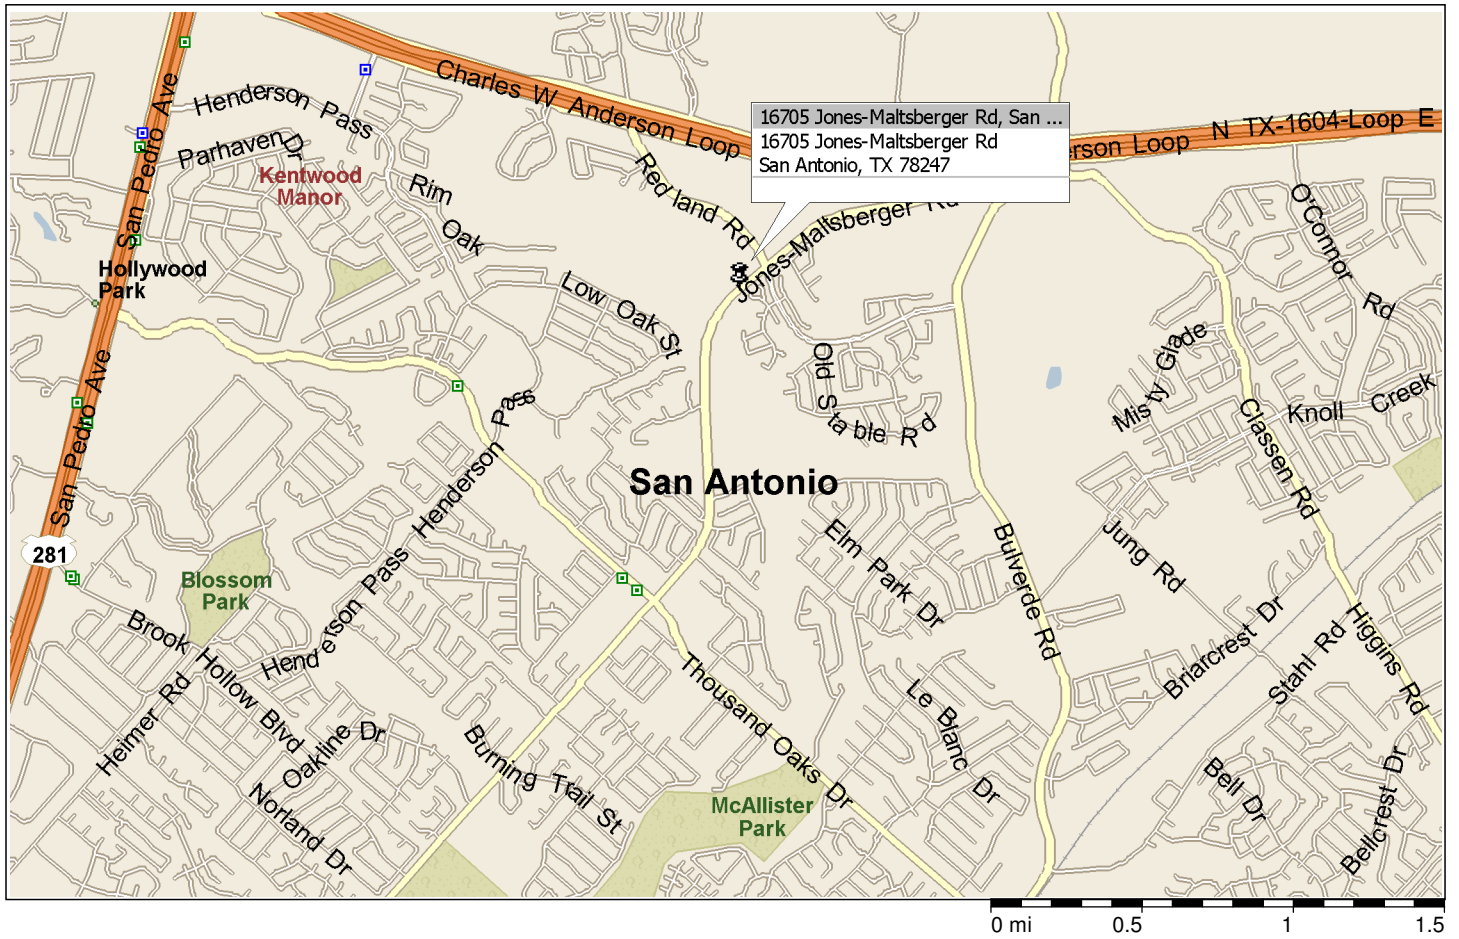 16705 Jones-Maltsberger Rd, San ...
16705 Jones-Maltsberger Rd
San Antonio, TX 78247
Charles W Anderson Loop
rson Loop
N TX-1604-Loop E
San Pedro Ave
Henderson Pass
Parhaven Dr
Kentwood
Manor
Rim Oak
Redland Rd
Jones-Maltsberger Rd
O'Connor Rd
Hollywood
Park
Low Oak St
Old Stable Rd
Misty Glade
Knoll Creek
Classen Rd
San Pedro Ave
Henderson Pass
San Antonio
281
Blossom
Park
Henderson Pass
Elm Park Dr
Bulverde Rd
Jung Rd
Briarcrest Dr
Stahl Rd
Higgins Rd
Brook Hollow Blvd
Heimer Rd
Oakline Dr
Norland Dr
Burning Trail St
Thousand Oaks Dr
Le Blanc Dr
McAllister
Park
Bell Dr
Bellcrest Dr
0 mi 0.5 1 1.5